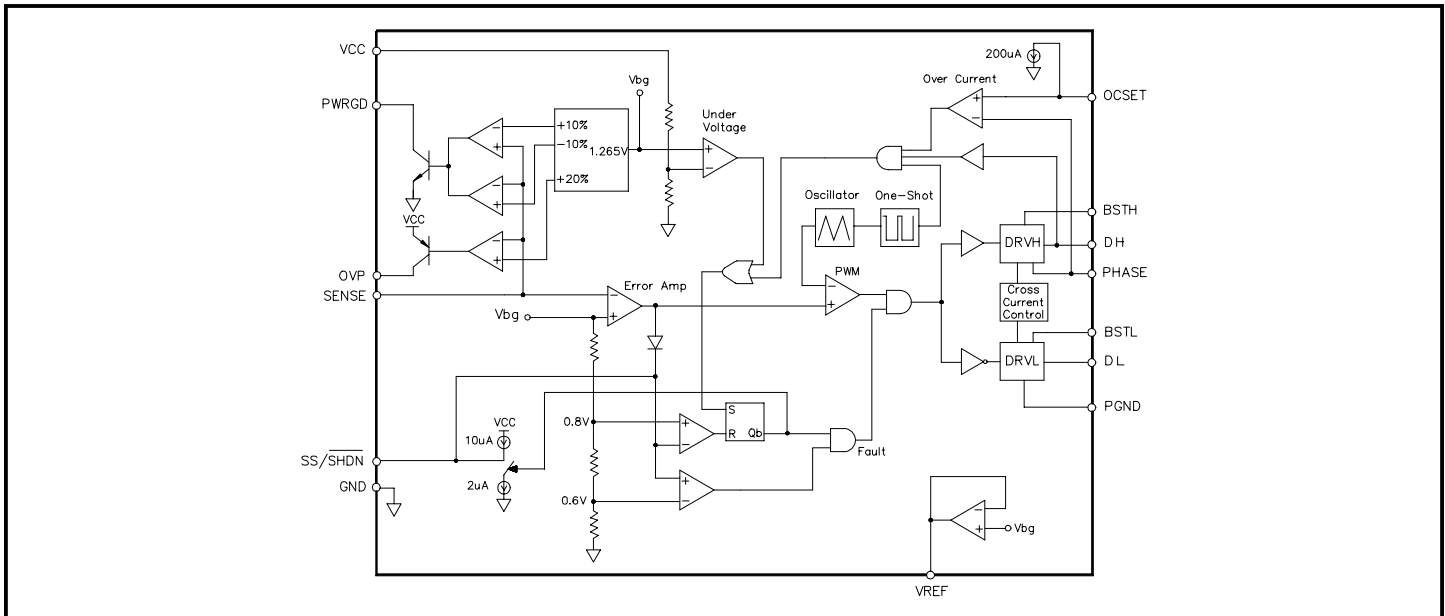 VCC
200uA
Over Current
Vbg
PWRGD
OCSET
Under
Voltage
+10%
-10%
1.265V
+20%
Oscillator
One-Shot
BSTH
VCC
DRVH
DH
PWM
OVP
PHASE
SENSE
Error Amp
Cross
Current
Control
Vbg
BSTL
DRVL
DL
S
PGND
0.8V
VCC
R
Qb
10uA
Fault
SS/SHDN
2uA
GND
0.6V
Vbg
VREF